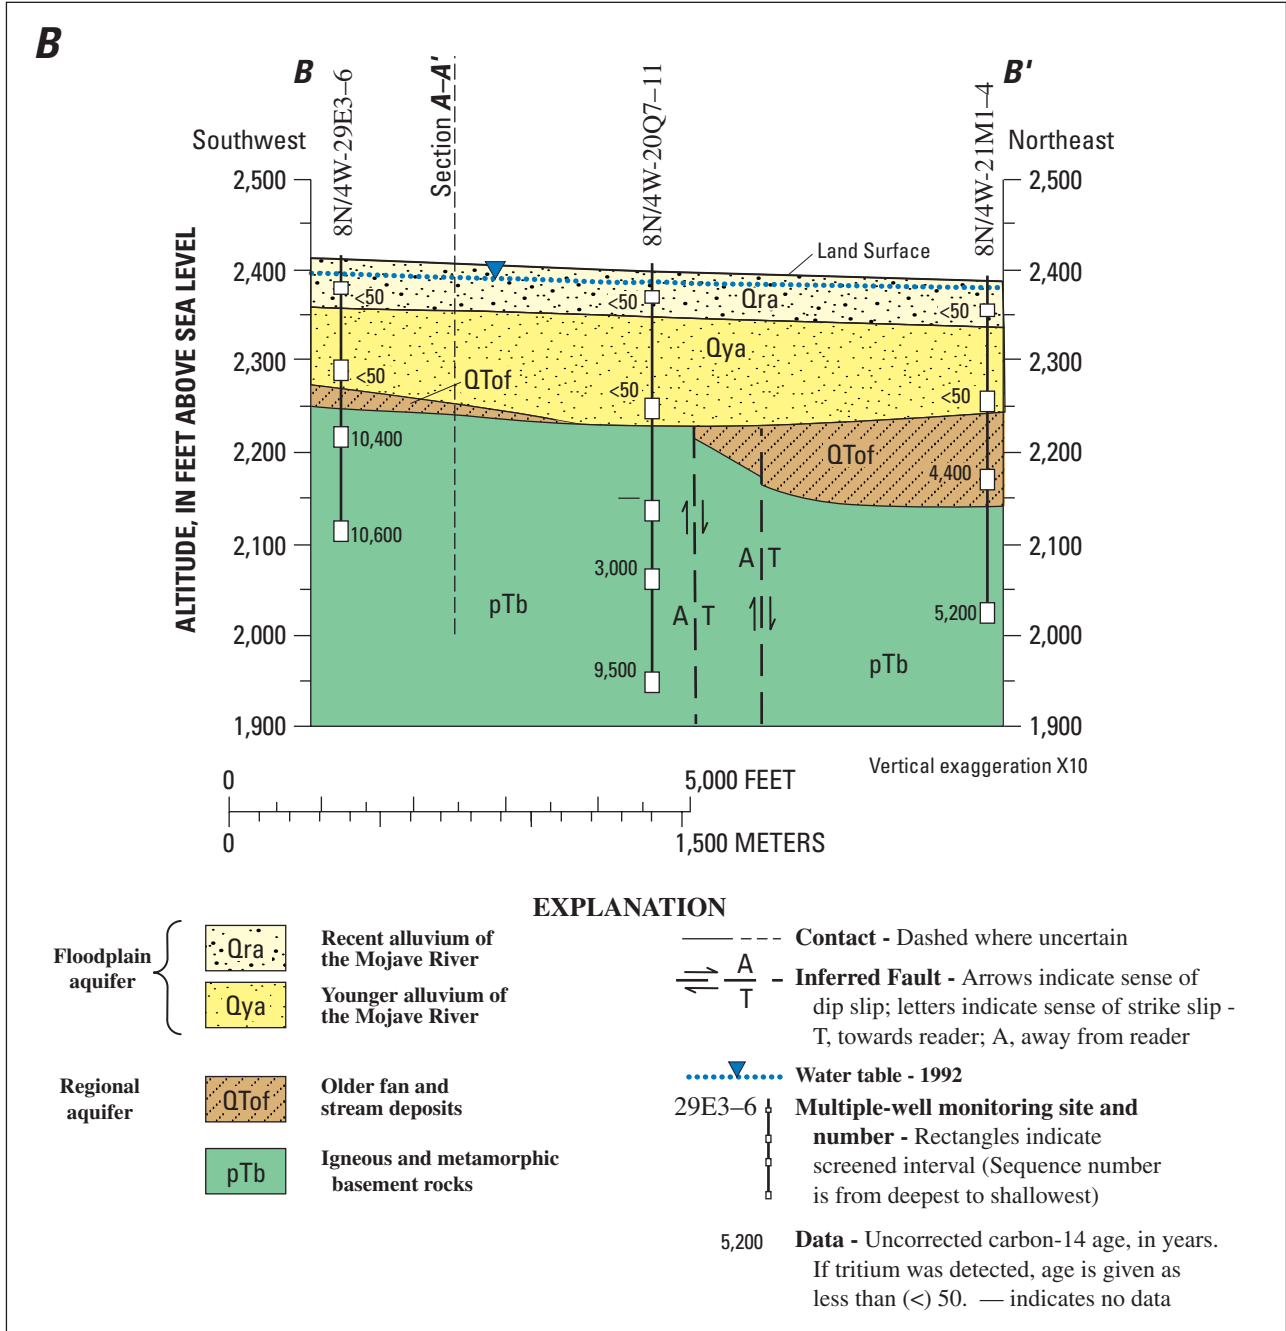 B
B
B'
Southwest
Northeast
8N/4W-29E3–6
Section A–A'
8N/4W-20Q7–11
8N/4W-21M1–4
ALTITUDE, IN FEET ABOVE SEA LEVEL
2,500
2,400
2,300
2,200
2,100
2,000
1,900
2,500
2,400
2,300
2,200
2,100
2,000
1,900
Land Surface
<50
<50
Qra
<50
Qya
<50
QTof
<50
<50
10,400
QTof
4,400
10,600
—
A T
3,000
pTb
A T
5,200
9,500
pTb
Vertical exaggeration X10
0 5,000 FEET
0 1,500 METERS
EXPLANATION
Floodplain
aquifer
Qra
Recent alluvium of
the Mojave River
Qya
Younger alluvium of
the Mojave River
Regional
aquifer
QTof
Older fan and
stream deposits
pTb
Igneous and metamorphic
basement rocks
Contact - Dashed where uncertain
A
T
Inferred Fault - Arrows indicate sense of
dip slip; letters indicate sense of strike slip -
T, towards reader; A, away from reader
Water table - 1992
29E3–6
Multiple-well monitoring site and
number - Rectangles indicate
screened interval (Sequence number
is from deepest to shallowest)
5,200
Data - Uncorrected carbon-14 age, in years.
If tritium was detected, age is given as
less than (<) 50. — indicates no data